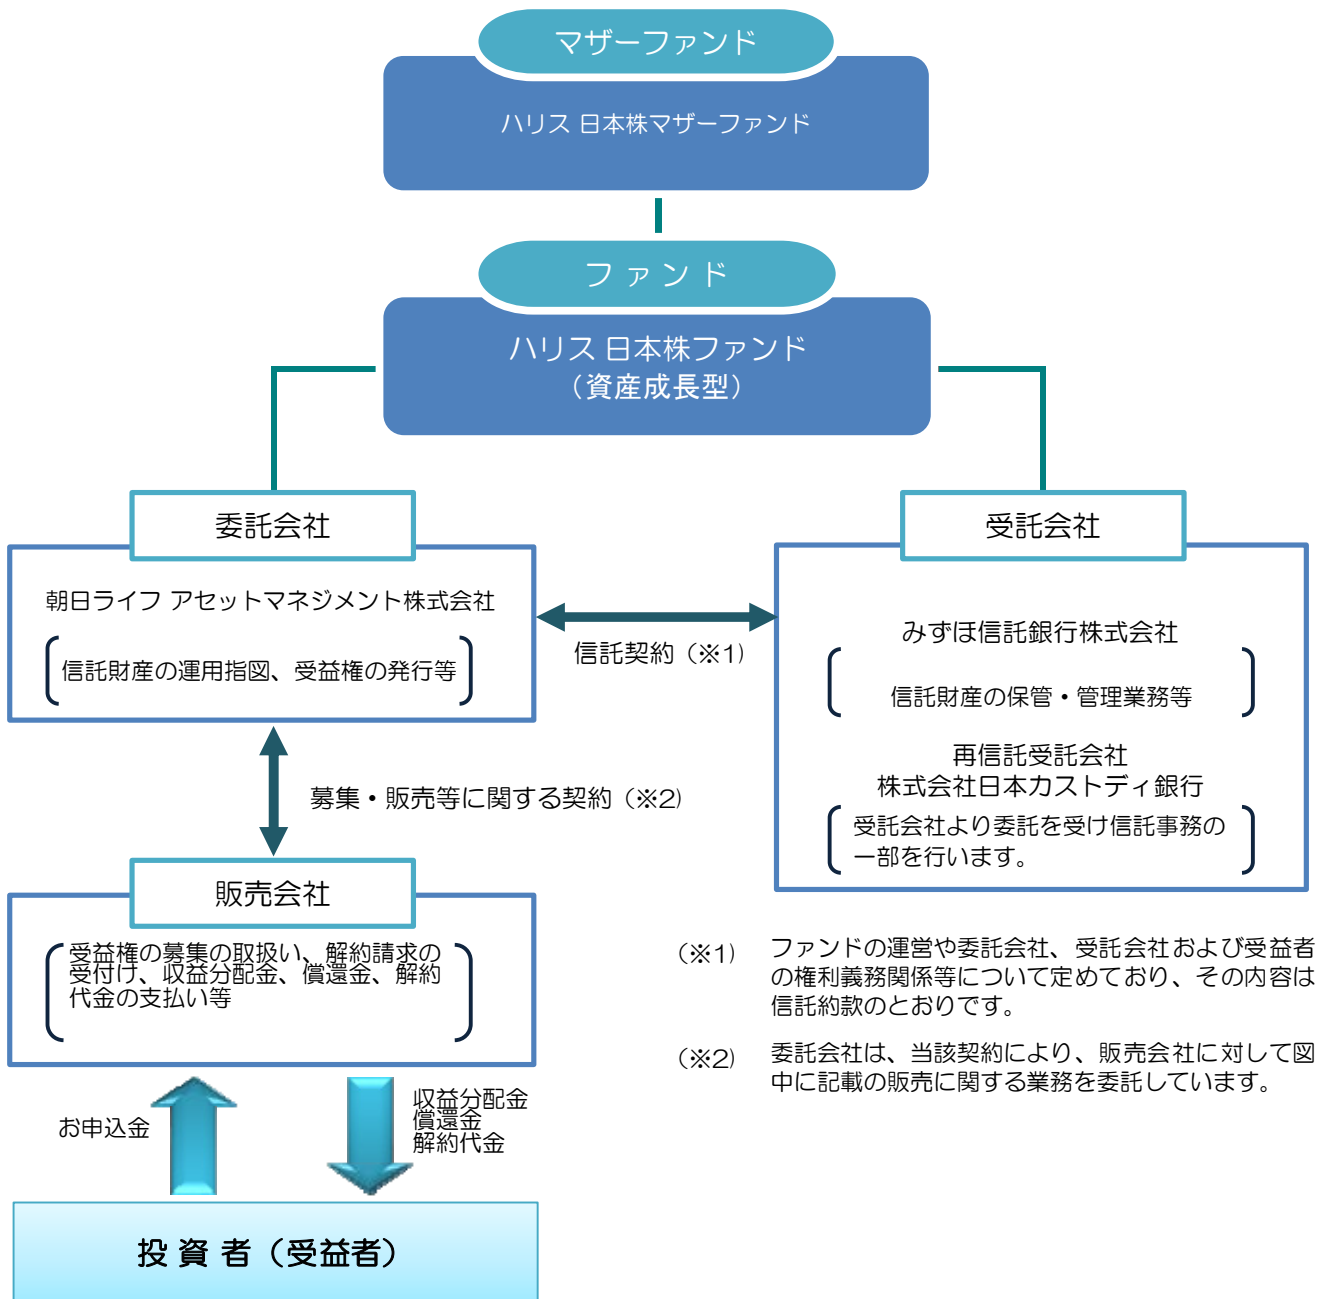 マザーファンド
ハリス 日本株マザーファンド
ファンド
ハリス 日本株ファンド
（資産成長型）
委託会社
朝日ライフ アセットマネジメント株式会社
信託財産の運用指図、受益権の発行等
信託契約（※1）
受託会社
みずほ信託銀行株式会社
信託財産の保管・管理業務等
再信託受託会社
株式会社日本カストディ銀行
受託会社より委託を受け信託事務の
一部を行います。
募集・販売等に関する契約（※2）
販売会社
受益権の募集の取扱い、解約請求の
受付け、収益分配金、償還金、解約
代金の支払い等
（※1） ファンドの運営や委託会社、受託会社および受益者
の権利義務関係等について定めており、その内容は
信託約款のとおりです。
（※2） 委託会社は、当該契約により、販売会社に対して図
中に記載の販売に関する業務を委託しています。
お申込金
収益分配金
償還金
解約代金
投 資 者（受益者）